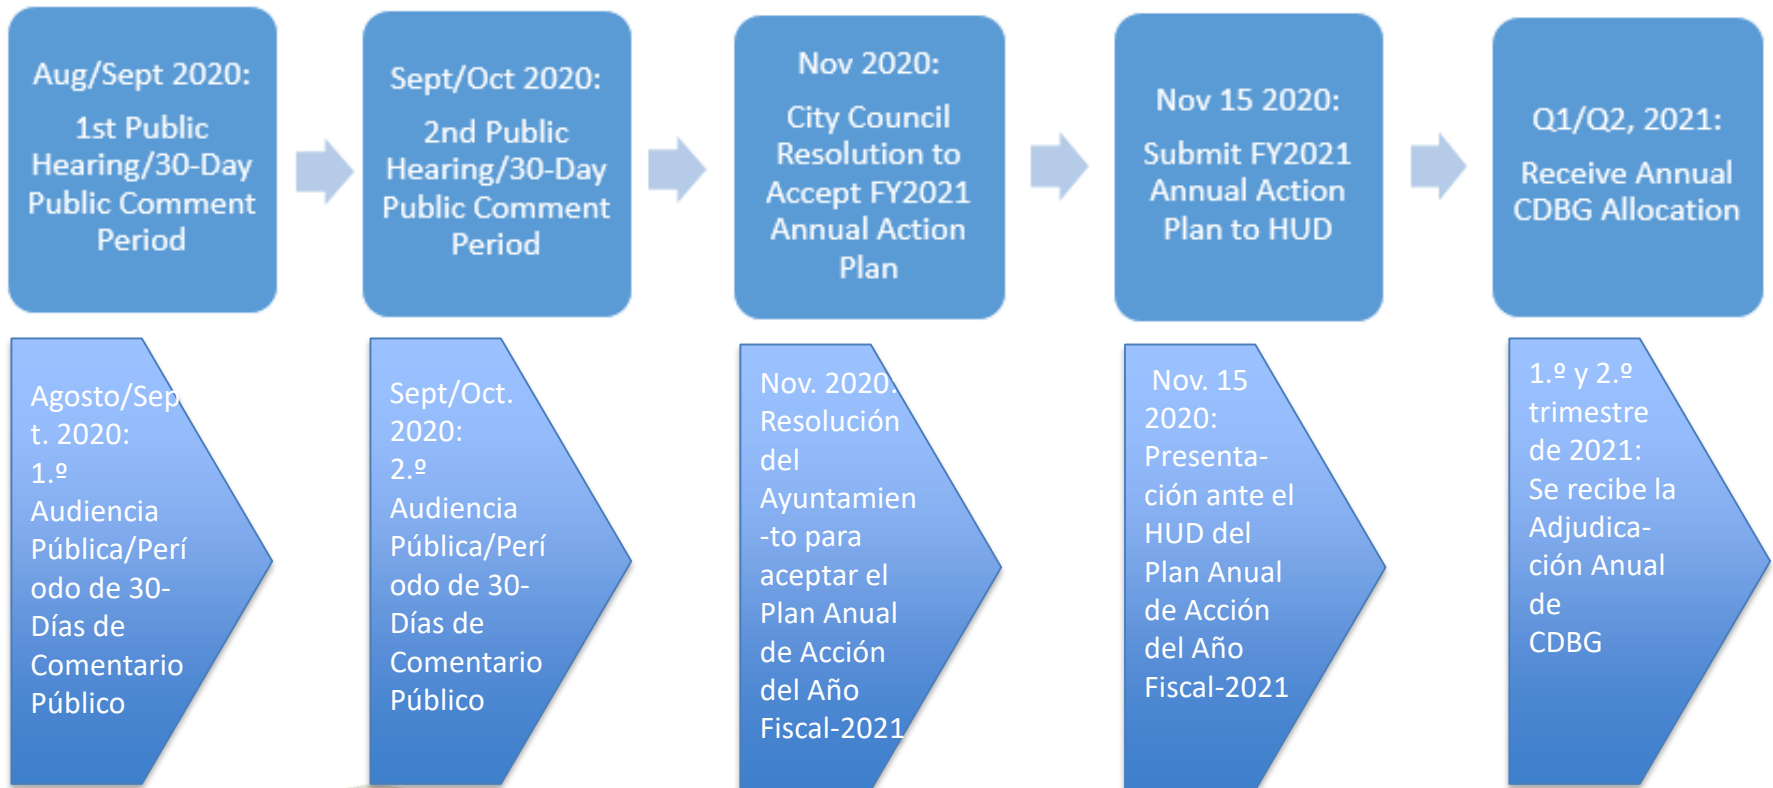 Aug/Sept 2020:
1st Public
Hearing/30-Day
Public Comment
Period
Sept/Oct 2020:
2nd Public
Hearing/30-Day
Public Comment
Period
Nov 2020:
City Council
Resolution to
Accept FY2021
Annual Action
Plan
Nov 15 2020:
Submit FY2021
Annual Action
Plan to HUD
Q1/Q2, 2021:
Receive Annual
CDBG Allocation
Agosto/Sep
t. 2020:
1.º
Audiencia
Pública/Perí
odo de 30-
Días de
Comentario
Público
Sept/Oct.
2020:
2.º
Audiencia
Pública/Perí
odo de 30-
Días de
Comentario
Público
Nov. 2020:
Resolución
del
Ayuntamien
-to para
aceptar el
Plan Anual
de Acción
del Año
Fiscal-2021
Nov. 15
2020:
Presenta-
ción ante el
HUD del
Plan Anual
de Acción
del Año
Fiscal-2021
1.º y 2.º
trimestre
de 2021:
Se recibe la
Adjudica-
ción Anual
de
CDBG